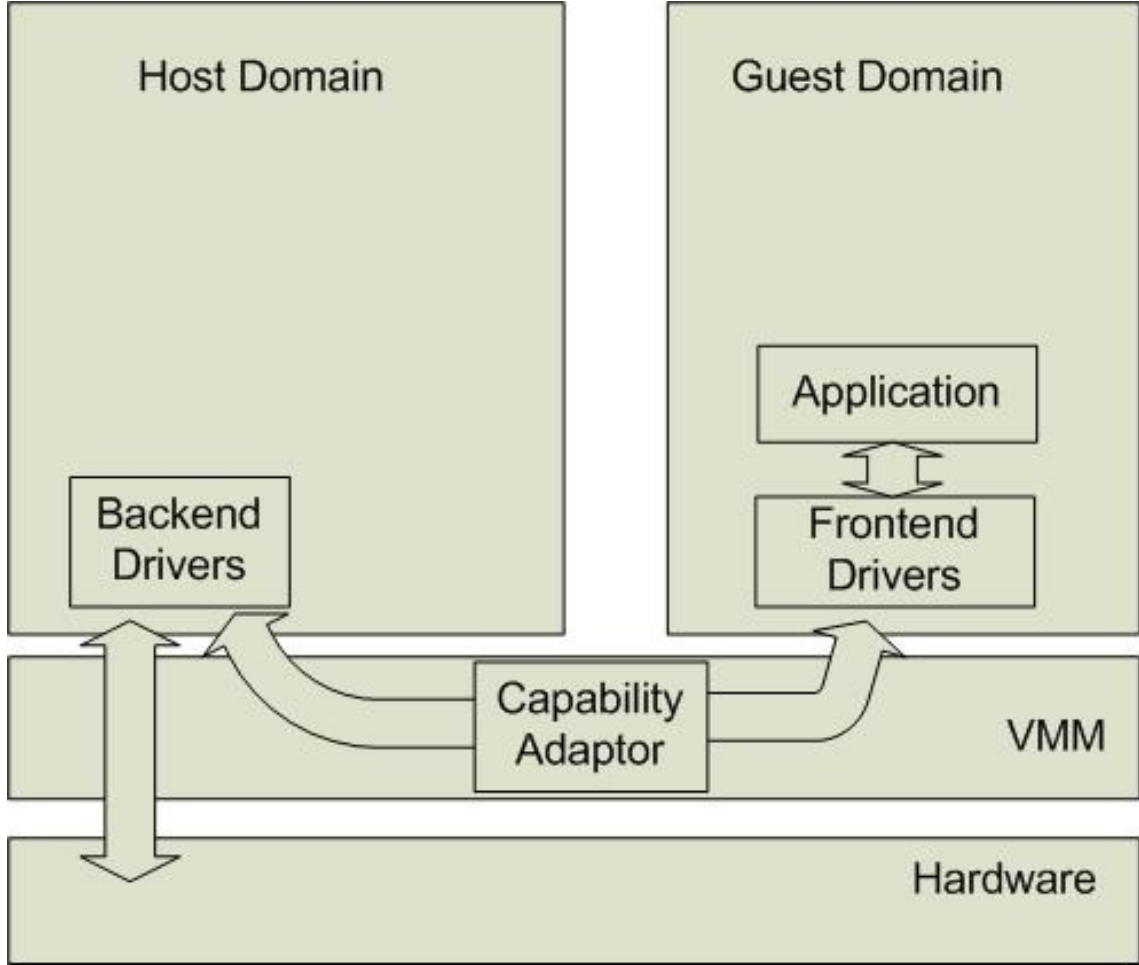 Host Domain
Guest Domain
Application
Backend
Drivers
Frontend
Drivers
Capability
Adaptor
VMM
Hardware